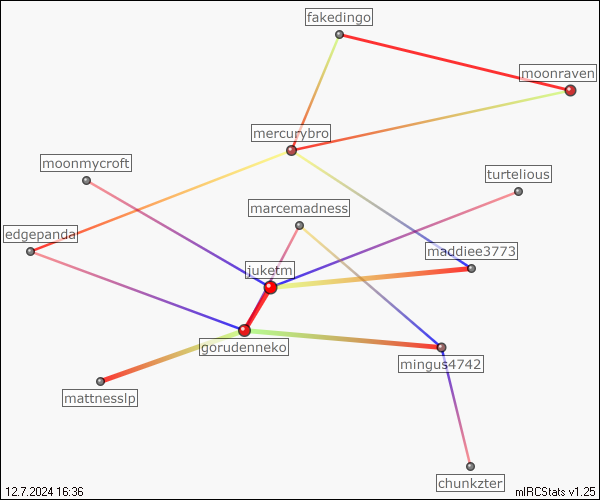 fakedingo
moonraven
mercurybro
moonmycroft
turtelious
marcemadness
edgepanda
maddiee3773
juketm
gorudenneko
mingus4742
mattnesslp
chunkzter
12.7.2024 16:36
mIRCStats v1.25